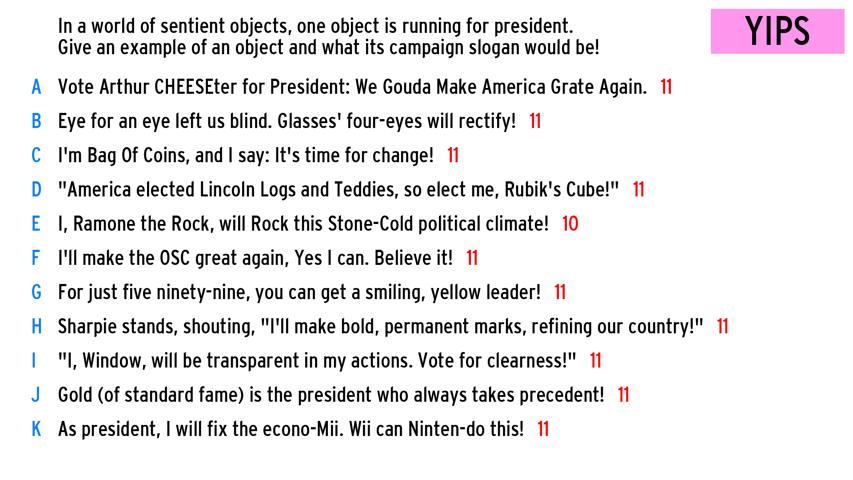 In a world of sentient objects, one object is running for president.
Give an example of an object and what its campaign slogan would be!
YIPS
A Vote Arthur CHEESEter for President: We Gouda Make America Grate Again. 11
B Eye for an eye left us blind. Glasses' four-eyes will rectify! 11
C I'm Bag Of Coins, and I say: It's time for change! 11
D "America elected Lincoln Logs and Teddies, so elect me, Rubik's Cube!" 11
E I, Ramone the Rock, will Rock this Stone-Cold political climate! 10
F I'll make the OSC great again, Yes I can. Believe it! 11
G For just five ninety-nine, you can get a smiling, yellow leader! 11
H Sharpie stands, shouting, "I'll make bold, permanent marks, refining our country!" 11
I "I, Window, will be transparent in my actions. Vote for clearness!" 11
J Gold (of standard fame) is the president who always takes precedent! 11
K As president, I will fix the econo-Mii. Wii can Ninten-do this! 11